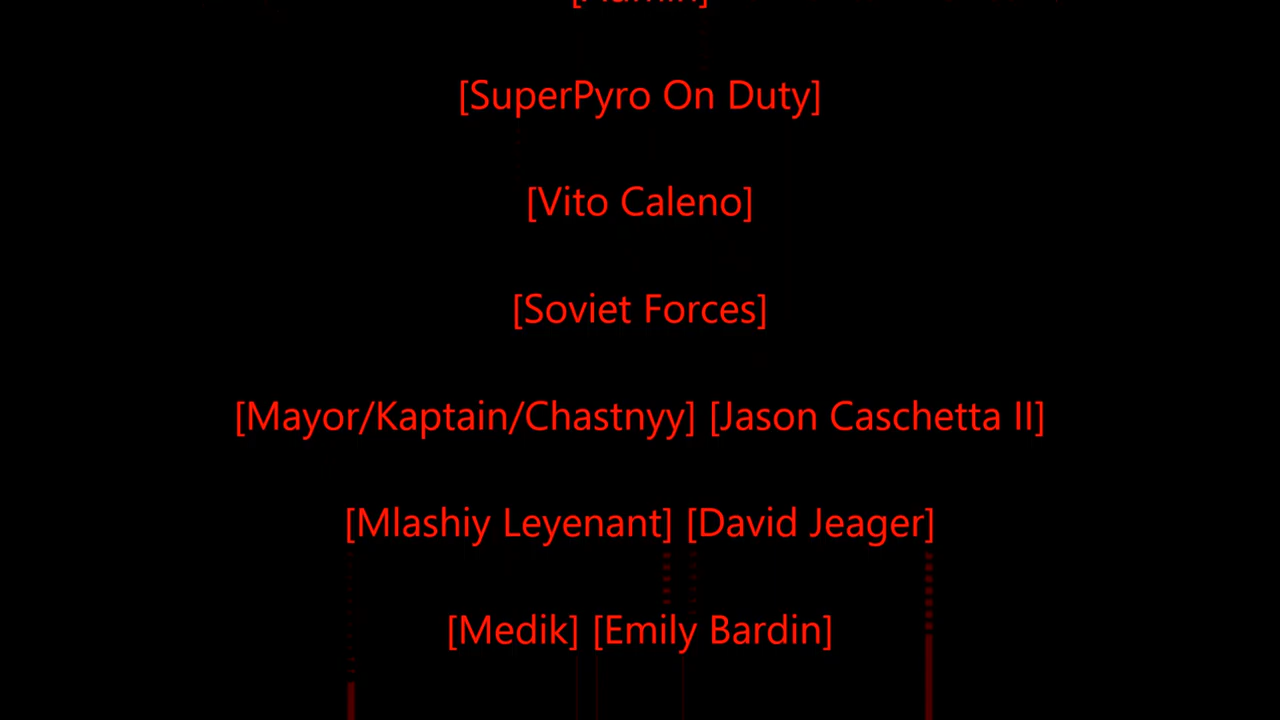 [SuperPyro On Duty]
[Vito Caleno]
[Soviet Forces]
[Mayor/Kaptain/Chastnyy] [Jason Caschetta II]
[Mlashiy Leyenant] [David Jeager]
[Medik] [Emily Bardin]